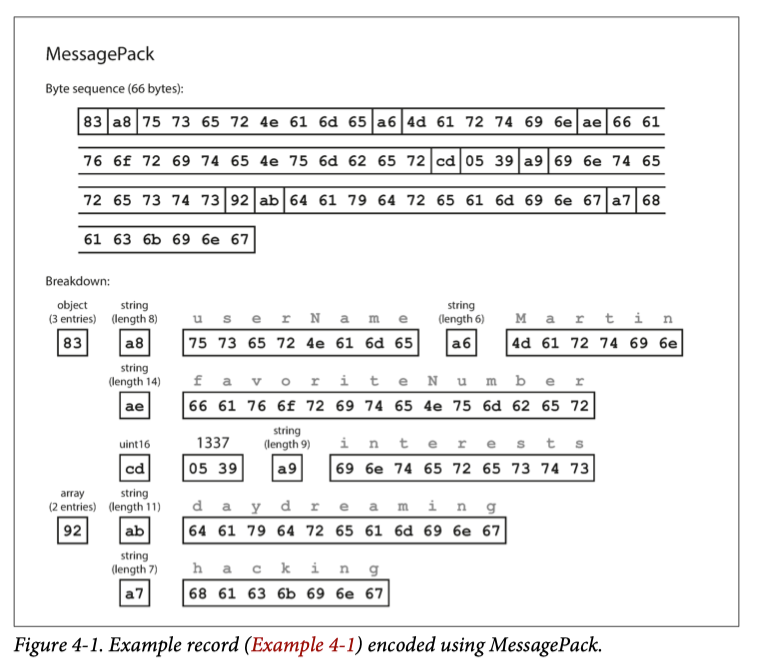 MessagePack
Byte sequence (66 bytes):
83 a8 75 73 65 72 4e 61 6d 65 a6 4d 61 72 74 69 6e ae 66 61
76 6f 72 69 74 65 4e 75 6d 62 65 72 cd 05 39 a9 69 6e 74 65
72 65 73 74 73 92 ab 64 61 79 64 72 65 61 6d 69 6e 67 a7 68
61 63 6b 69 6e 67
Breakdown:
object string string
(3 entries) (length 8) u s e r N a m e (length 6) M a r t i n
83 a8 75 73 65 72 4e 61 6d 65 a6 4d 61 72 74 69 6e
string
(length 14) f a v o r i t e N u m b e r
ae 66 61 76 6f 72 69 74 65 4e 75 6d 62 65 72
string
uint16 1337 (length 9) i n t e r e s t s
cd 05 39 a9 69 6e 74 65 72 65 73 74 73
array string
(2 entries) (length 11) d a y d r e a m i n g
92 ab 64 61 79 64 72 65 61 6d 69 6e 67
string
(length 7) h a c k i n g
a7 68 61 63 6b 69 6e 67
Figure 4-1. Example record (Example 4-1) encoded using MessagePack.